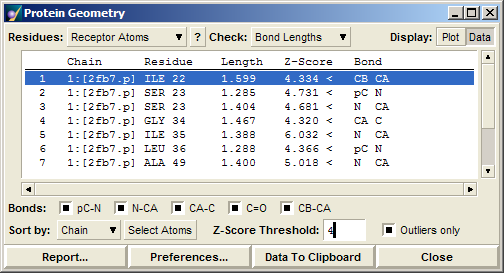 Protein Geometry
Residues: Receptor Atoms ? Check: Bond Lengths Display: Plot Data
Chain Residue Length Z-Score Bond
1 1:[2fb7.p] ILE 22 1.599 4.334 < CB CA
2 1:[2fb7.p] SER 23 1.285 4.731 < pC N
3 1:[2fb7.p] SER 23 1.404 4.681 < N CA
4 1:[2fb7.p] GLY 34 1.467 4.320 < CA C
5 1:[2fb7.p] ILE 35 1.388 6.032 < N CA
6 1:[2fb7.p] LEU 36 1.288 4.366 < pC N
7 1:[2fb7.p] ALA 49 1.400 5.018 < N CA
Bonds: pC-N N-CA CA-C C=O CB-CA
Sort by: Chain Select Atoms Z-Score Threshold: 4 Outliers only
Report... Preferences... Data To Clipboard Close